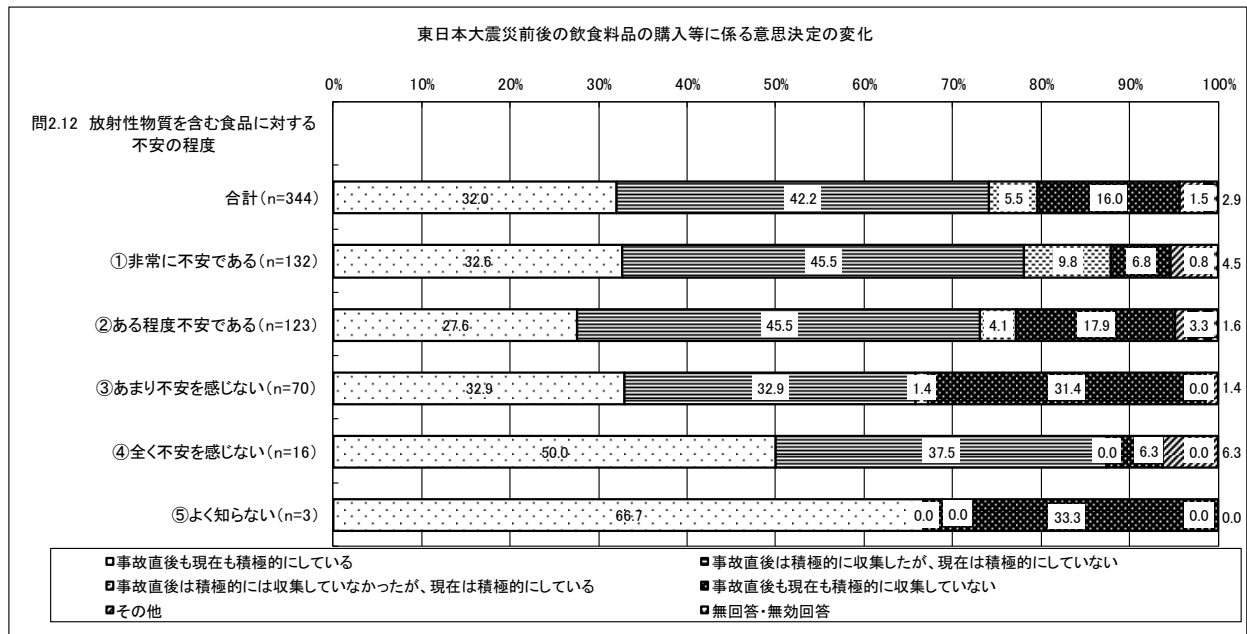 東日本大震災前後の飲食料品の購入等に係る意思決定の変化
0% 10% 20% 30% 40% 50% 60% 70% 80% 90% 100%
問2.12 放射性物質を含む食品に対する
不安の程度
合計(n=344) 32.0 42.2 5.5 16.0 1.5 2.9
①非常に不安である(n=132) 32.6 45.5 9.8 6.8 0.8 4.5
②ある程度不安である(n=123) 27.6 45.5 4.1 17.9 3.3 1.6
③あまり不安を感じない(n=70) 32.9 32.9 1.4 31.4 0.0 1.4
④全く不安を感じない(n=16) 50.0 37.5 0.0 6.3 0.0 6.3
⑤よく知らない(n=3) 66.7 0.0 0.0 33.3 0.0 0.0
事故直後も現在も積極的にしている 事故直後は積極的に収集したが、現在は積極的にしていない
事故直後は積極的には収集していなかったが、現在は積極的にしている 事故直後も現在も積極的に収集していない
その他 無回答・無効回答